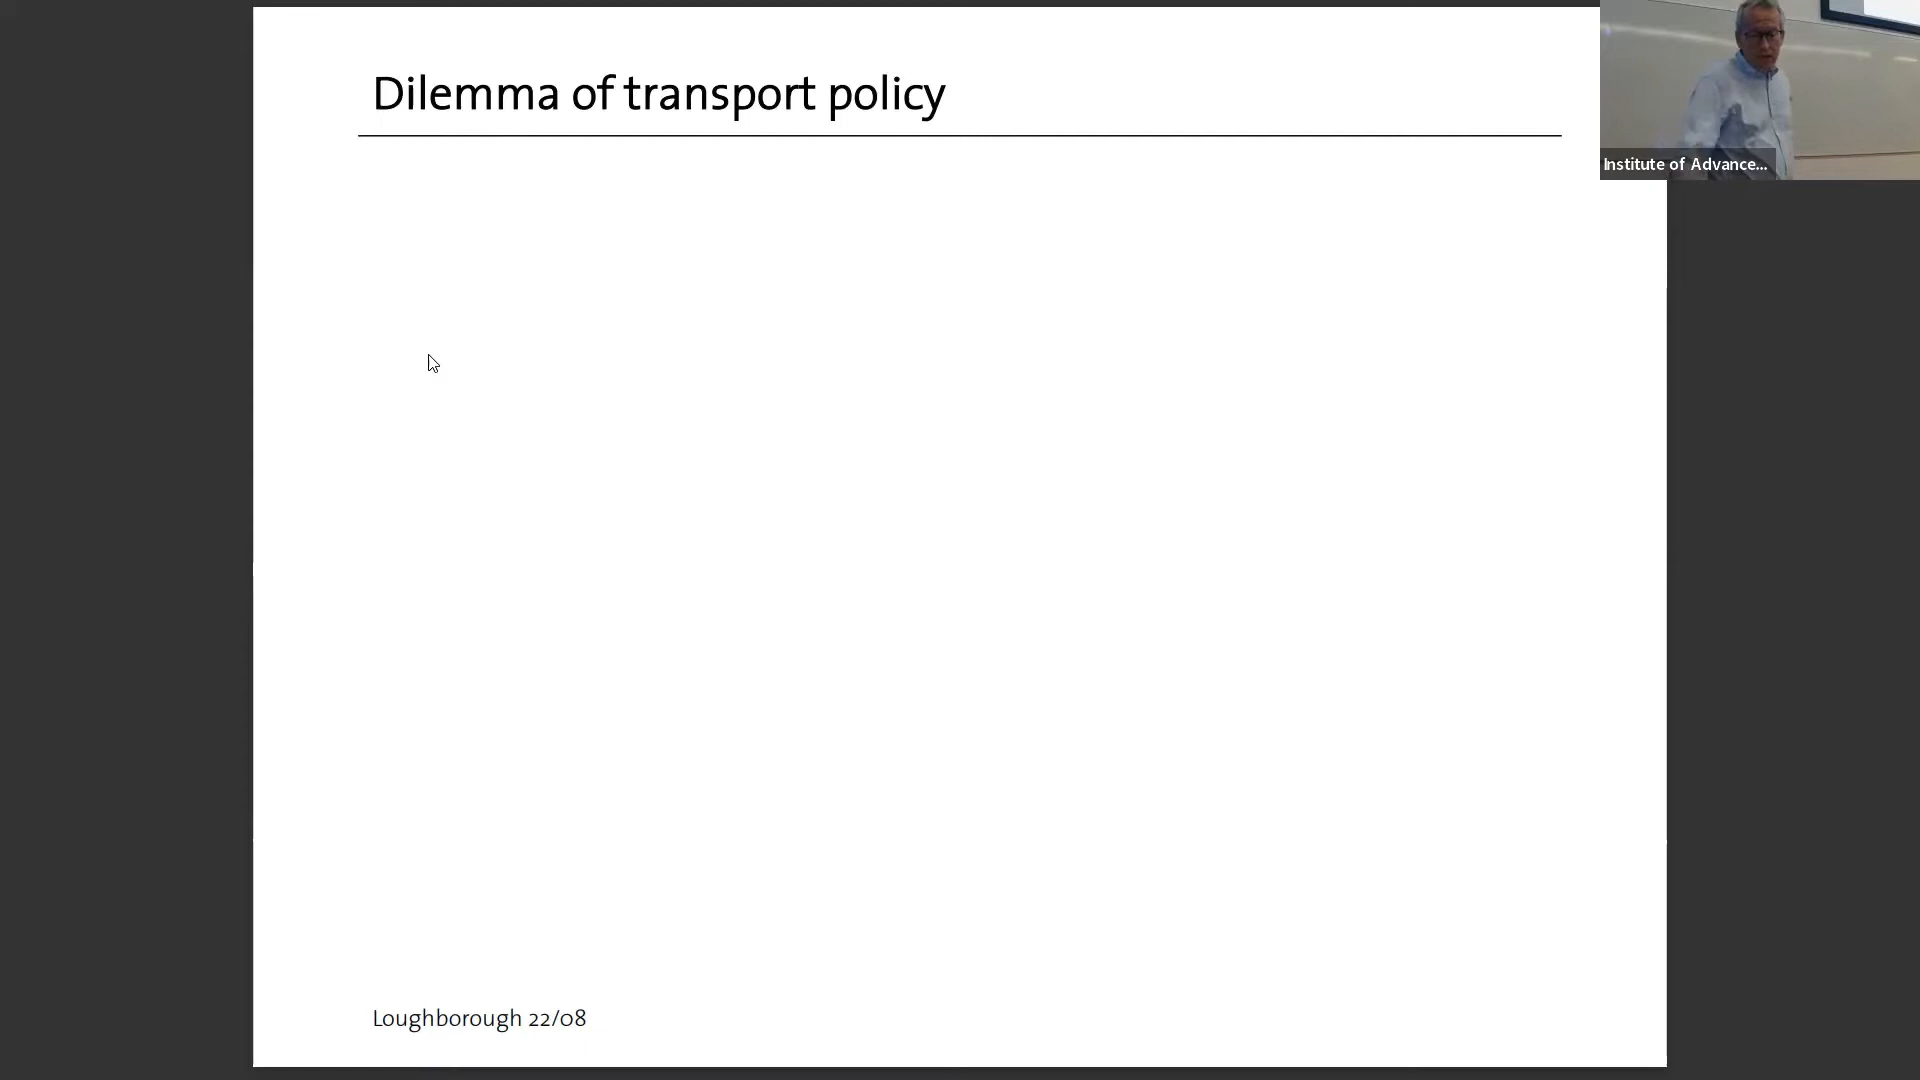 Dilemma of transport policy
Institute of Advance...
Loughborough 22/08